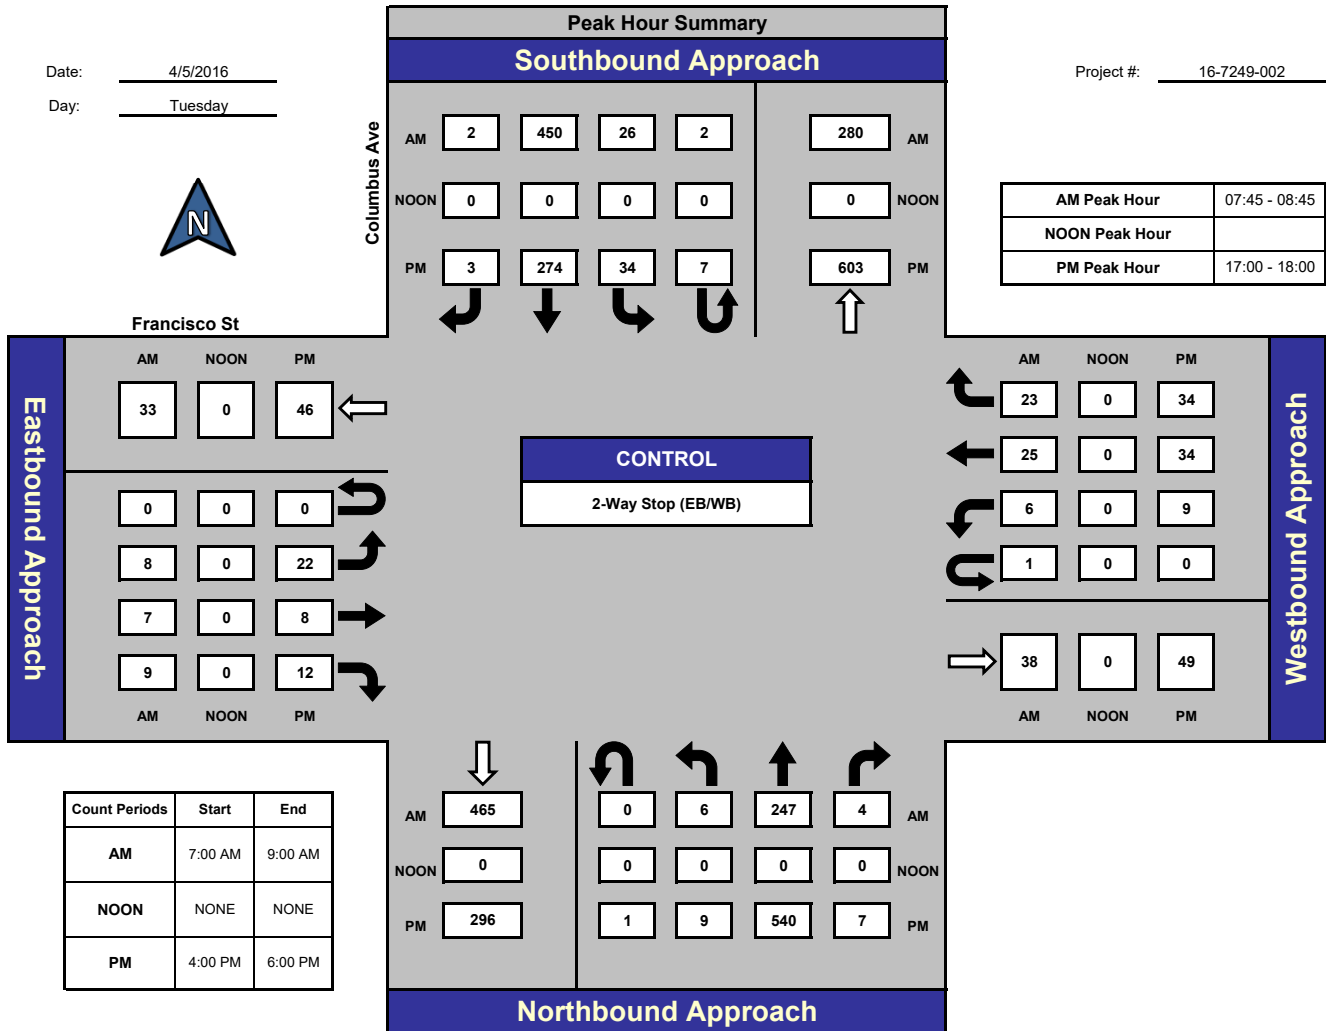 Peak Hour Summary
Southbound Approach
Date: 4/5/2016
Project #: 16-7249-002
Day: Tuesday
Columbus Ave
AM 2 450 26 2 280 AM
NOON 0 0 0 0 0 NOON
PM 3 274 34 7 603 PM
N
AM Peak Hour 07:45 - 08:45
NOON Peak Hour
PM Peak Hour 17:00 - 18:00
Francisco St
Eastbound Approach
AM NOON PM
33 0 46
0 0 0
8 0 22
7 0 8
9 0 12
AM NOON PM
CONTROL
2-Way Stop (EB/WB)
AM NOON PM
23 0 34
25 0 34
6 0 9
1 0 0
38 0 49
AM NOON PM
Westbound Approach
Count Periods Start End
AM 7:00 AM 9:00 AM
NOON NONE NONE
PM 4:00 PM 6:00 PM
AM 465 0 6 247 4 AM
NOON 0 0 0 0 0 NOON
PM 296 1 9 540 7 PM
Northbound Approach